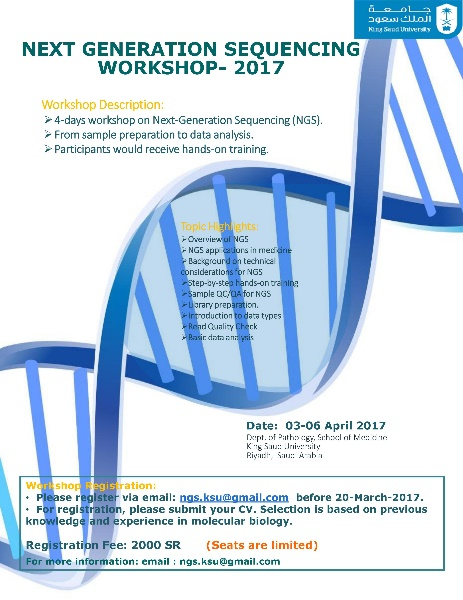 جامعة
الملك سعود
King Saud University
NEXT GENERATION SEQUENCING
WORKSHOP- 2017
Workshop Description:
➢4-days workshop on Next-Generation Sequencing (NGS).
➢From sample preparation to data analysis.
➢Participants would receive hands-on training.
Topic Highlights:
➢Overview of NGS
➢NGS applications in medicine
➢Background on technical
considerations for NGS
➢Step-by-step hands-on training
➢Sample QC/QA for NGS
➢Library preparation.
➢Introduction to data types
➢Read Quality Check
➢Basic data analysis
Date: 03-06 April 2017
Dept. of Pathology, School of Medicine
King Saud University
Riyadh, Saudi Arabia
Workshop Registration:
• Please register via email: ngs.ksu@gmail.com before 20-March-2017.
• For registration, please submit your CV. Selection is based on previous
knowledge and experience in molecular biology.
Registration Fee: 2000 SR (Seats are limited)
For more information: email : ngs.ksu@gmail.com